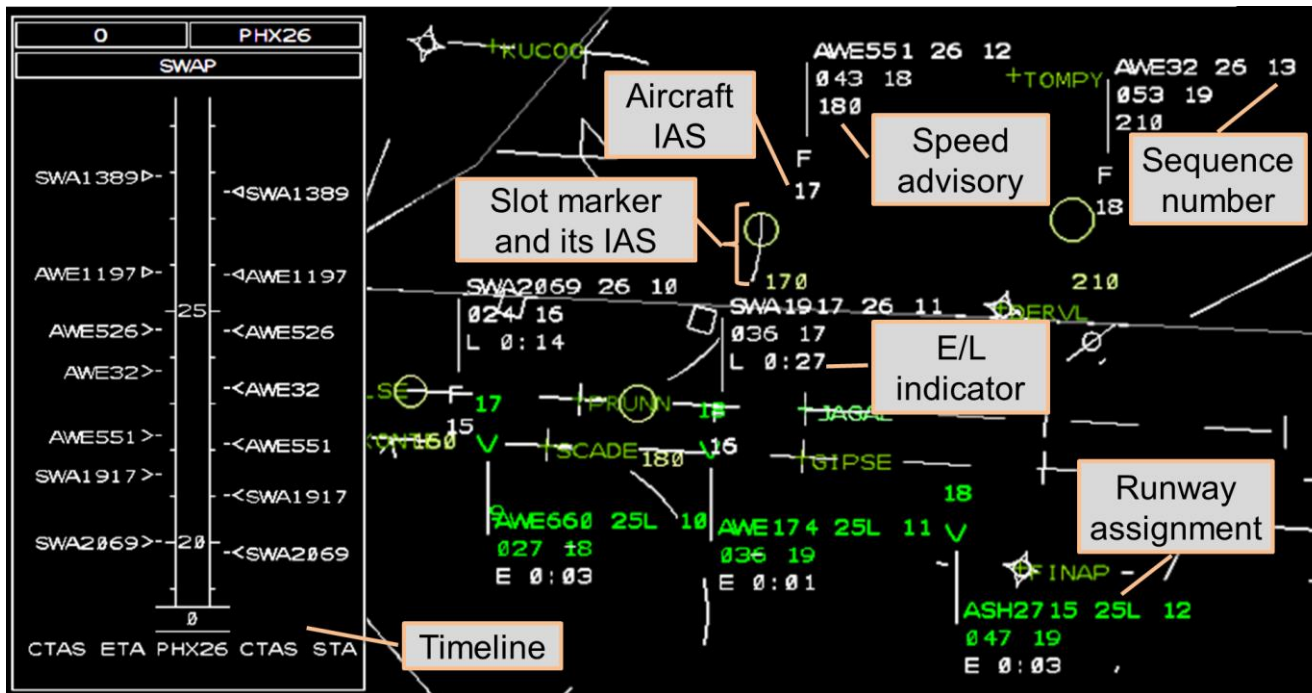 0 PHX26
SWAP
SWA1389
SWA1389
AWE1197
AWE1197
25
AWE526
AWE526
AWE32
AWE32
AWE551
AWE551
SWA1917
SWA1917
SWA2069
20
SWA2069
0
CTAS ETA PHX26 CTAS STA
Timeline
KUCOO
AWE551 26 12
043 18
180
TOMPY
AWE32 26 13
053 19
210
Aircraft
IAS
Speed
advisory
Sequence
number
F
17
F
18
Slot marker
and its IAS
170
210
SWA2069 26 10
024 16
L 0:14
SWA1917 26 11
036 17
L 0:27
DERVL
E/L
indicator
F
15
17
PRUNN
18
JAGAL
160
SCADE
180
16
GIPSE
18
V
V
V
AWE660 25L 10
027 18
E 0:03
AWE174 25L 11
036 19
E 0:01
Runway
assignment
FINAP
ASH2715 25L 12
047 19
E 0:03